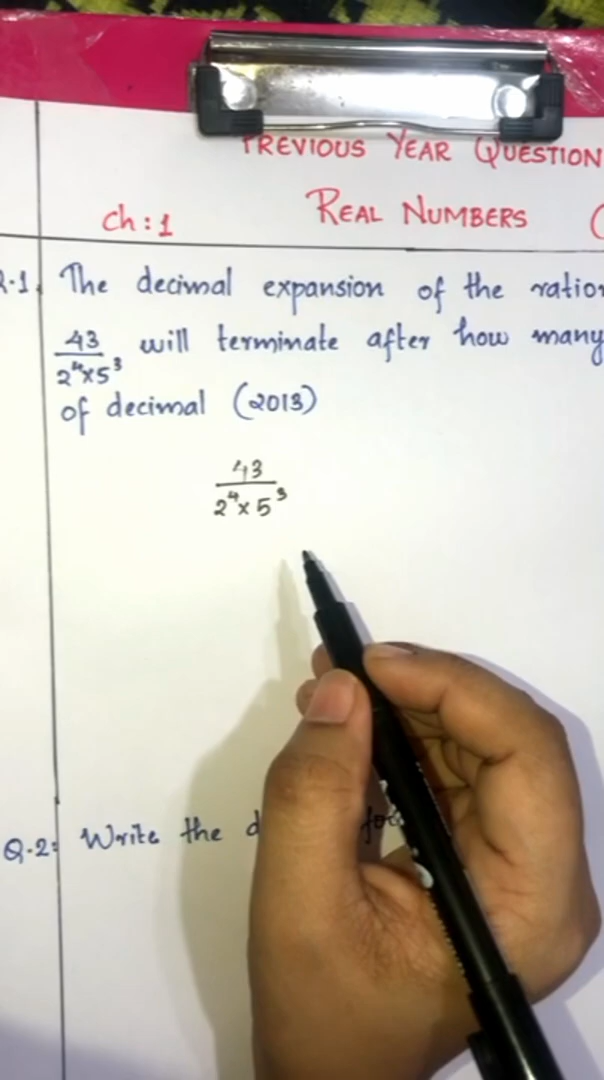 PREVIOUS YEAR QUESTION
Ch:1 REAL NUMBERS (
Q.1. The decimal expansion of the
43/2⁴×5³ will terminate after how many
of decimal (2013)
43/2⁴×5³
Q.2: Write the